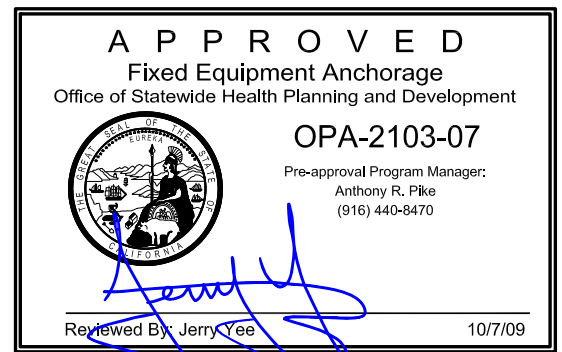 A P P R O V E D
Fixed Equipment Anchorage
Office of Statewide Health Planning and Development
THE GREAT SEAL OF THE STATE OF CALIFORNIA
EUREKA
OPA-2103-07
Pre-approval Program Manager:
Anthony R. Pike
(916) 440-8470
Reviewed By: Jerry Yee
10/7/09